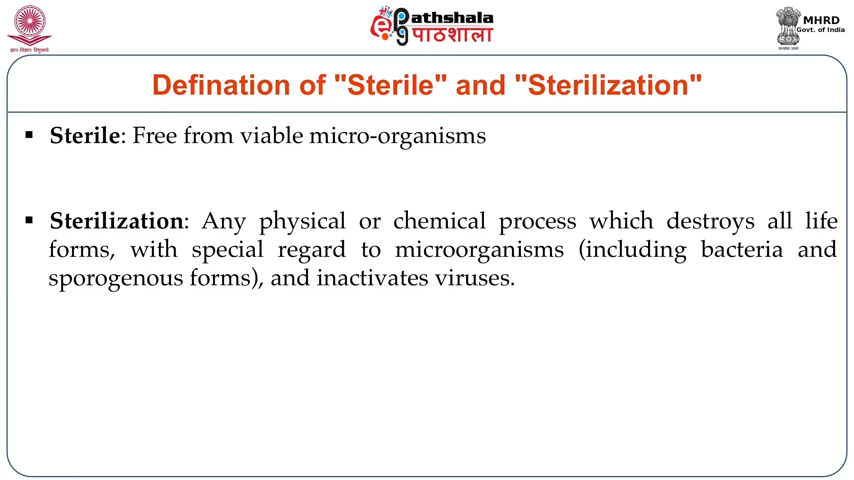 ज्ञान-विज्ञान विमुक्तये
ePathshala
पाठशाला
MHRD
Govt. of India
Defination of "Sterile" and "Sterilization"
▪ Sterile: Free from viable micro-organisms
▪ Sterilization: Any physical or chemical process which destroys all life
forms, with special regard to microorganisms (including bacteria and
sporogenous forms), and inactivates viruses.